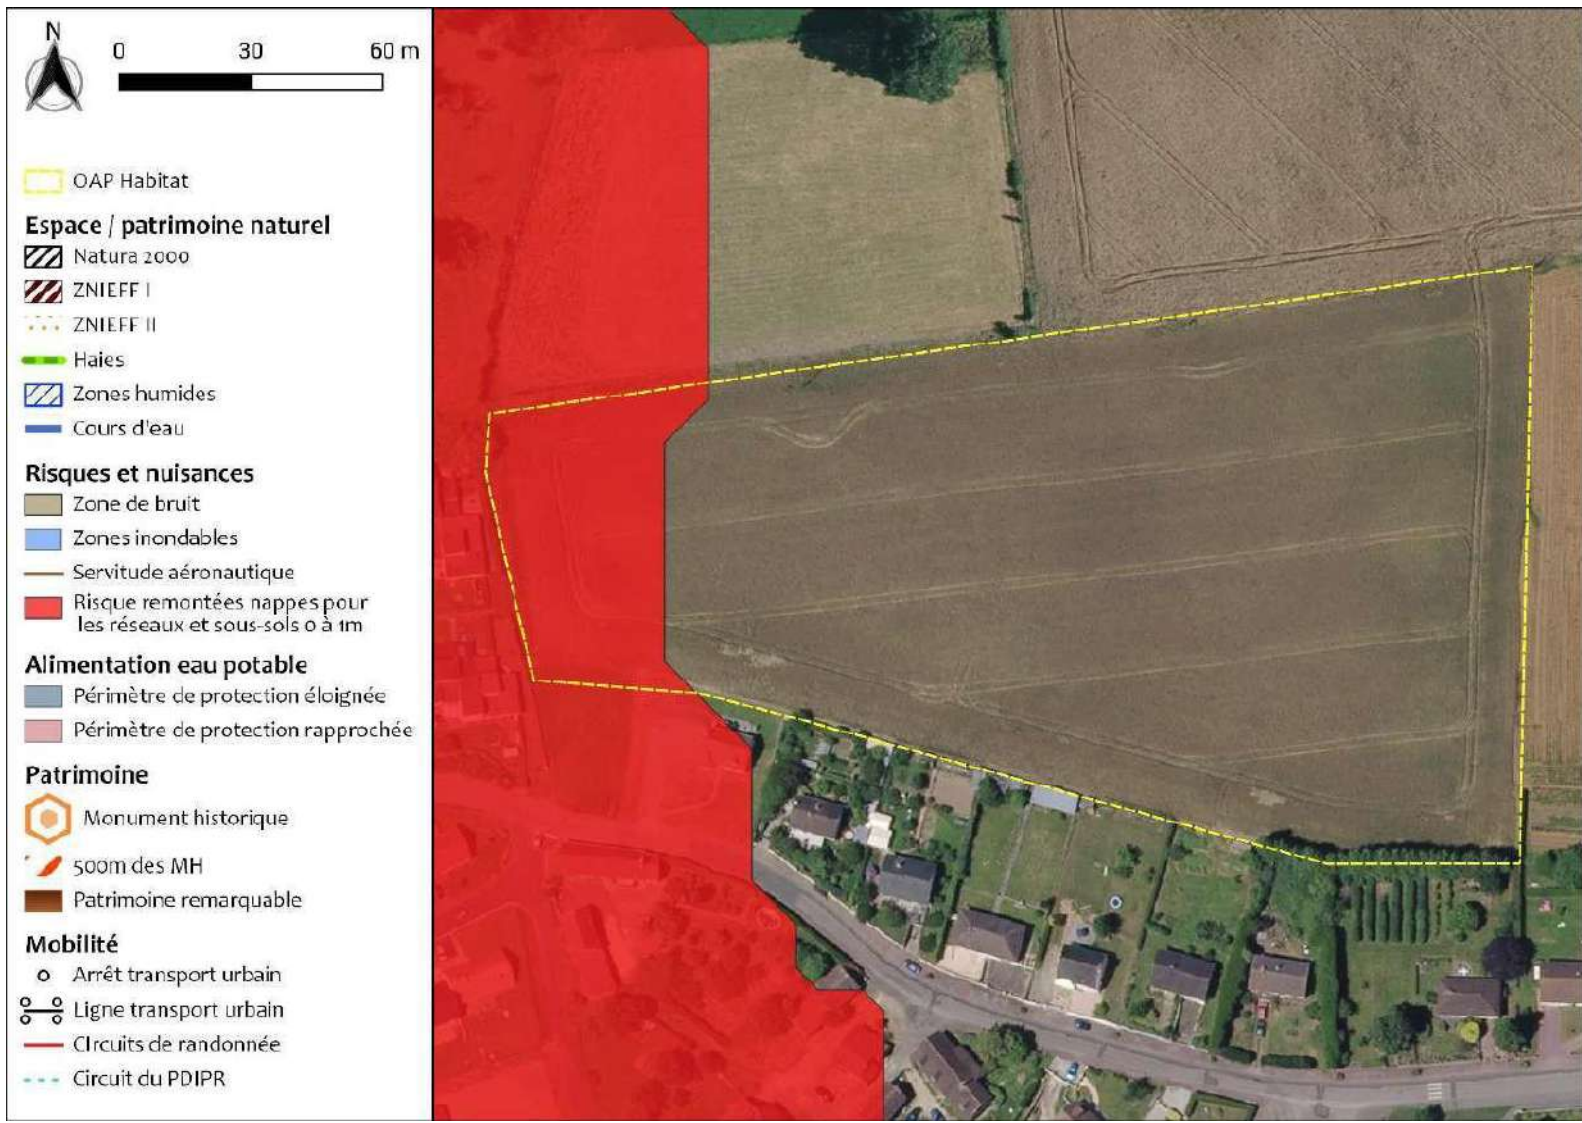 N
0 30 60 m
OAP Habitat
Espace / patrimoine naturel
Natura 2000
ZNIEFF I
ZNIEFF II
Haies
Zones humides
Cours d'eau
Risques et nuisances
Zone de bruit
Zones inondables
Servitude aéronautique
Risque remontées nappes pour
les réseaux et sous-sols 0 à 1m
Alimentation eau potable
Périmètre de protection éloignée
Périmètre de protection rapprochée
Patrimoine
Monument historique
500m des MH
Patrimoine remarquable
Mobilité
Arrêt transport urbain
Ligne transport urbain
CIrcuits de randonnée
Circuit du PDIPR